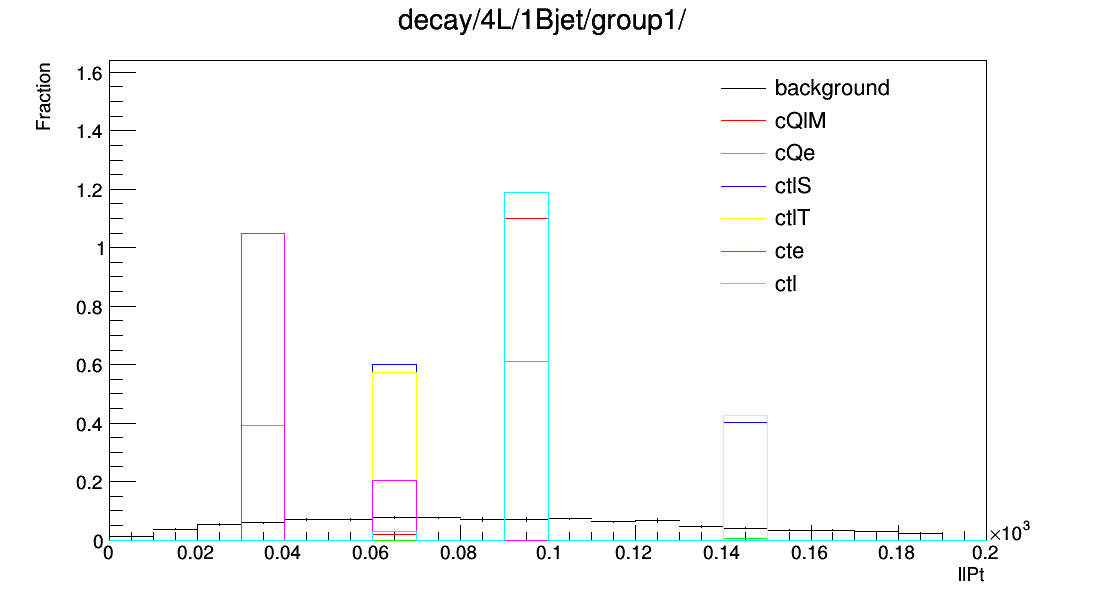 decay/4L/1Bjet/group1/
Fraction
1.6
1.4
1.2
1
0.8
0.6
0.4
0.2
0
background
cQlM
cQe
ctlS
ctlT
cte
ctl
0 0.02 0.04 0.06 0.08 0.1 0.12 0.14 0.16 0.18 0.2
×10³
llPt